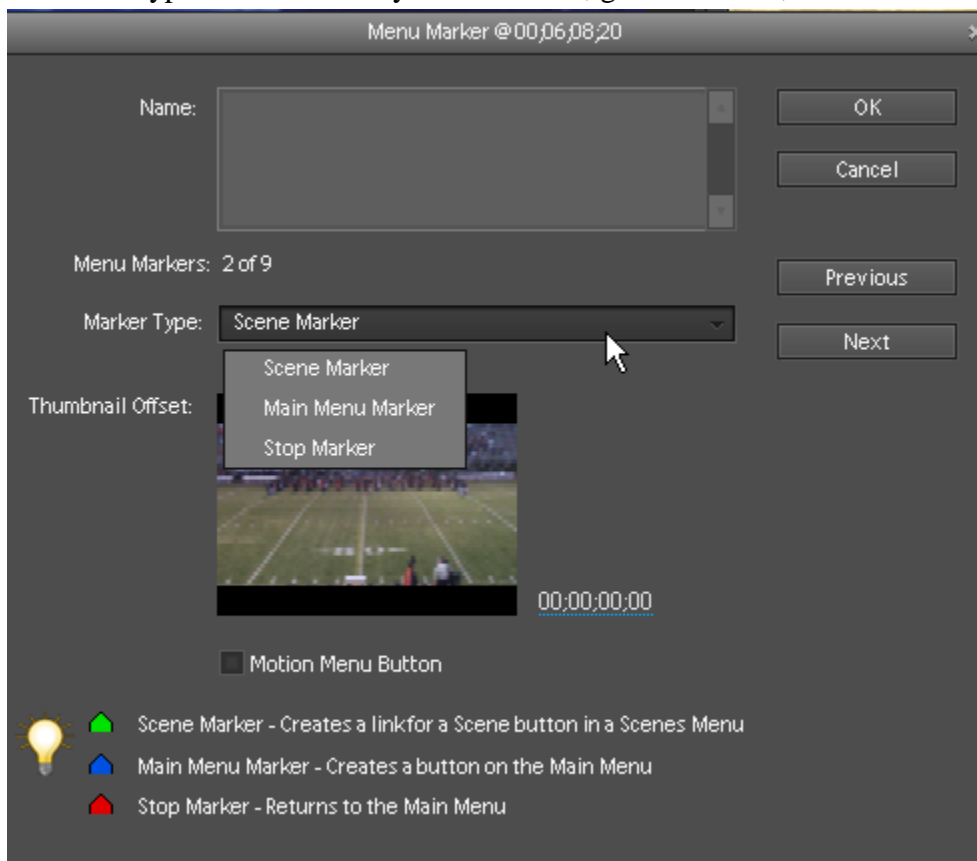 Menu Marker @ 00;06;08;20
Name:
OK
Cancel
Menu Markers: 2 of 9
Previous
Marker Type: Scene Marker
Next
Scene Marker
Main Menu Marker
Stop Marker
Thumbnail Offset:
00;00;00;00
Motion Menu Button
Scene Marker - Creates a link for a Scene button in a Scenes Menu
Main Menu Marker - Creates a button on the Main Menu
Stop Marker - Returns to the Main Menu